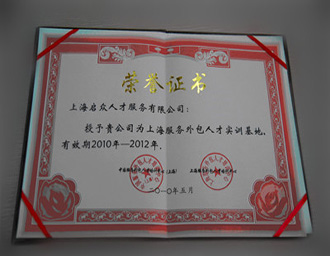 荣誉证书
上海启众人才服务有限公司：
授予贵公司为上海服务外包人才实训基地。
有效期2010年—2012年。
二〇一〇年五月